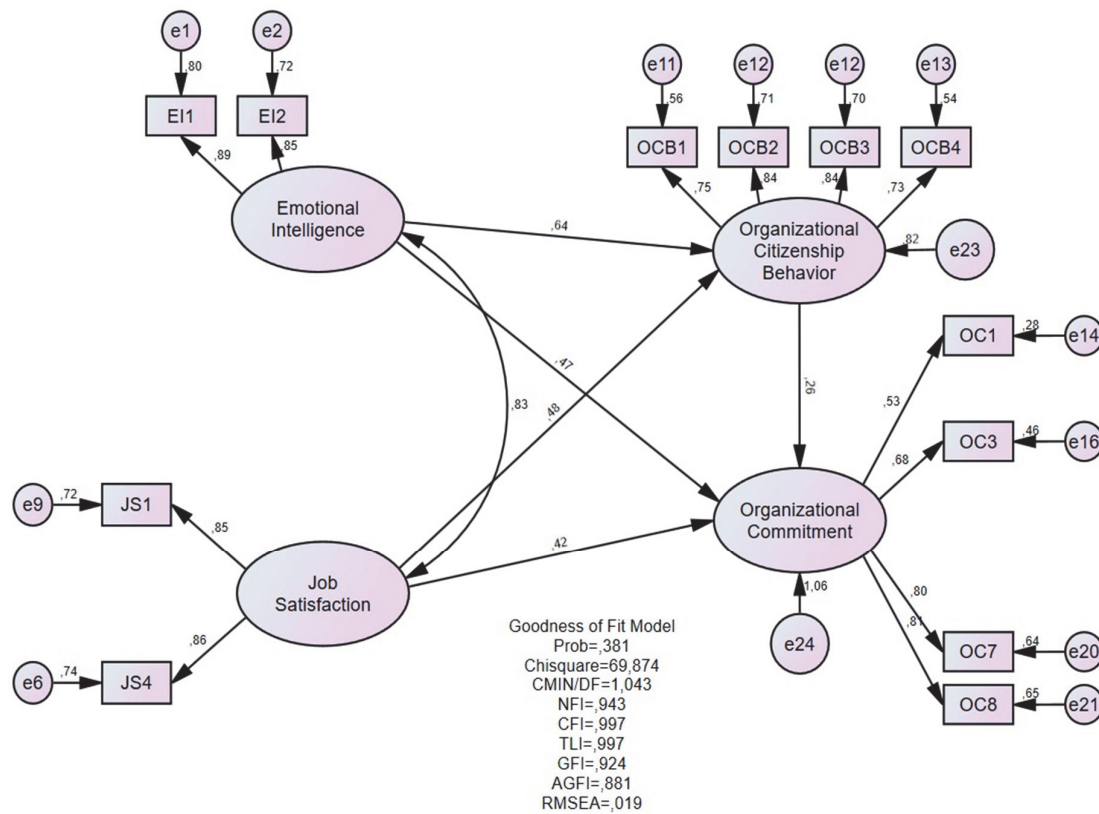 e1
e2
,80
,72
EI1
EI2
,89
,85
Emotional
Intelligence
e11
e12
e12
e13
,56
,71
,70
,54
OCB1
OCB2
OCB3
OCB4
,75
,84
,84
,73
Organizational
Citizenship
Behavior
,82
e23
,64
,47
,48
,83
,26
,42
OC1
,28
e14
,53
OC3
,46
e16
,68
Organizational
Commitment
,80
,81
OC7
,64
e20
OC8
,65
e21
1,06
e24
e9
,72
JS1
,85
Job
Satisfaction
,86
e6
,74
JS4
Goodness of Fit Model
Prob=,381
Chisquare=69,874
CMIN/DF=1,043
NFI=,943
CFI=,997
TLI=,997
GFI=,924
AGFI=,881
RMSEA=,019